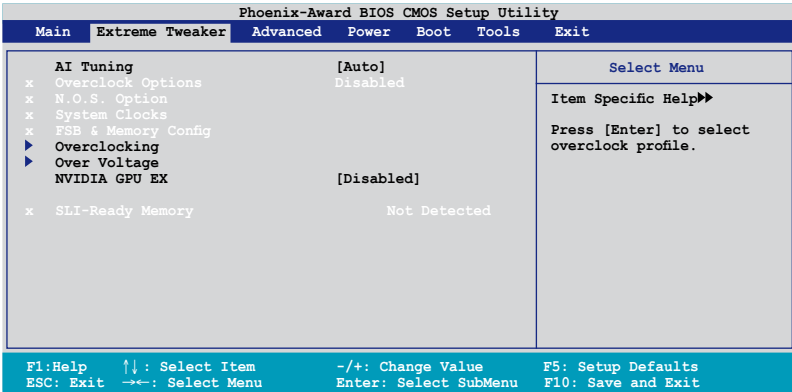 Phoenix-Award BIOS CMOS Setup Utility
Main Extreme Tweaker Advanced Power Boot Tools Exit
AI Tuning [Auto]
x Overclock Options Disabled
x N.O.S. Option
x System Clocks
x FSB & Memory Config
Overclocking
Over Voltage
NVIDIA GPU EX [Disabled]
x SLI-Ready Memory Not Detected
Select Menu
Item Specific Help
Press [Enter] to select
overclock profile.
F1:Help ↑↓: Select Item -/+: Change Value F5: Setup Defaults
ESC: Exit →←: Select Menu Enter: Select SubMenu F10: Save and Exit